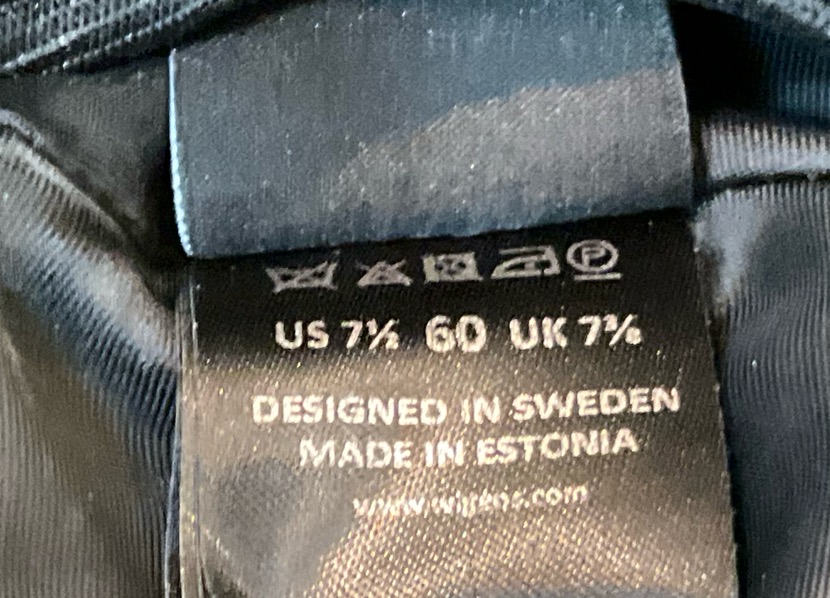 US 7½ 60 UK 7⅜
DESIGNED IN SWEDEN
MADE IN ESTONIA
www.wigens.com